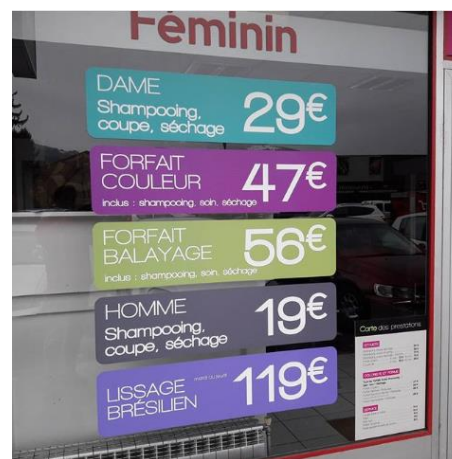 Féminin
DAME
Shampooing,
coupe, séchage
29€
FORFAIT
COULEUR
inclus : shampooing, soin, séchage
47€
FORFAIT
BALAYAGE
inclus : shampooing, soin, séchage
56€
HOMME
Shampooing,
coupe, séchage
19€
LISSAGE
BRÉSILIEN
119€
Carte des prestations